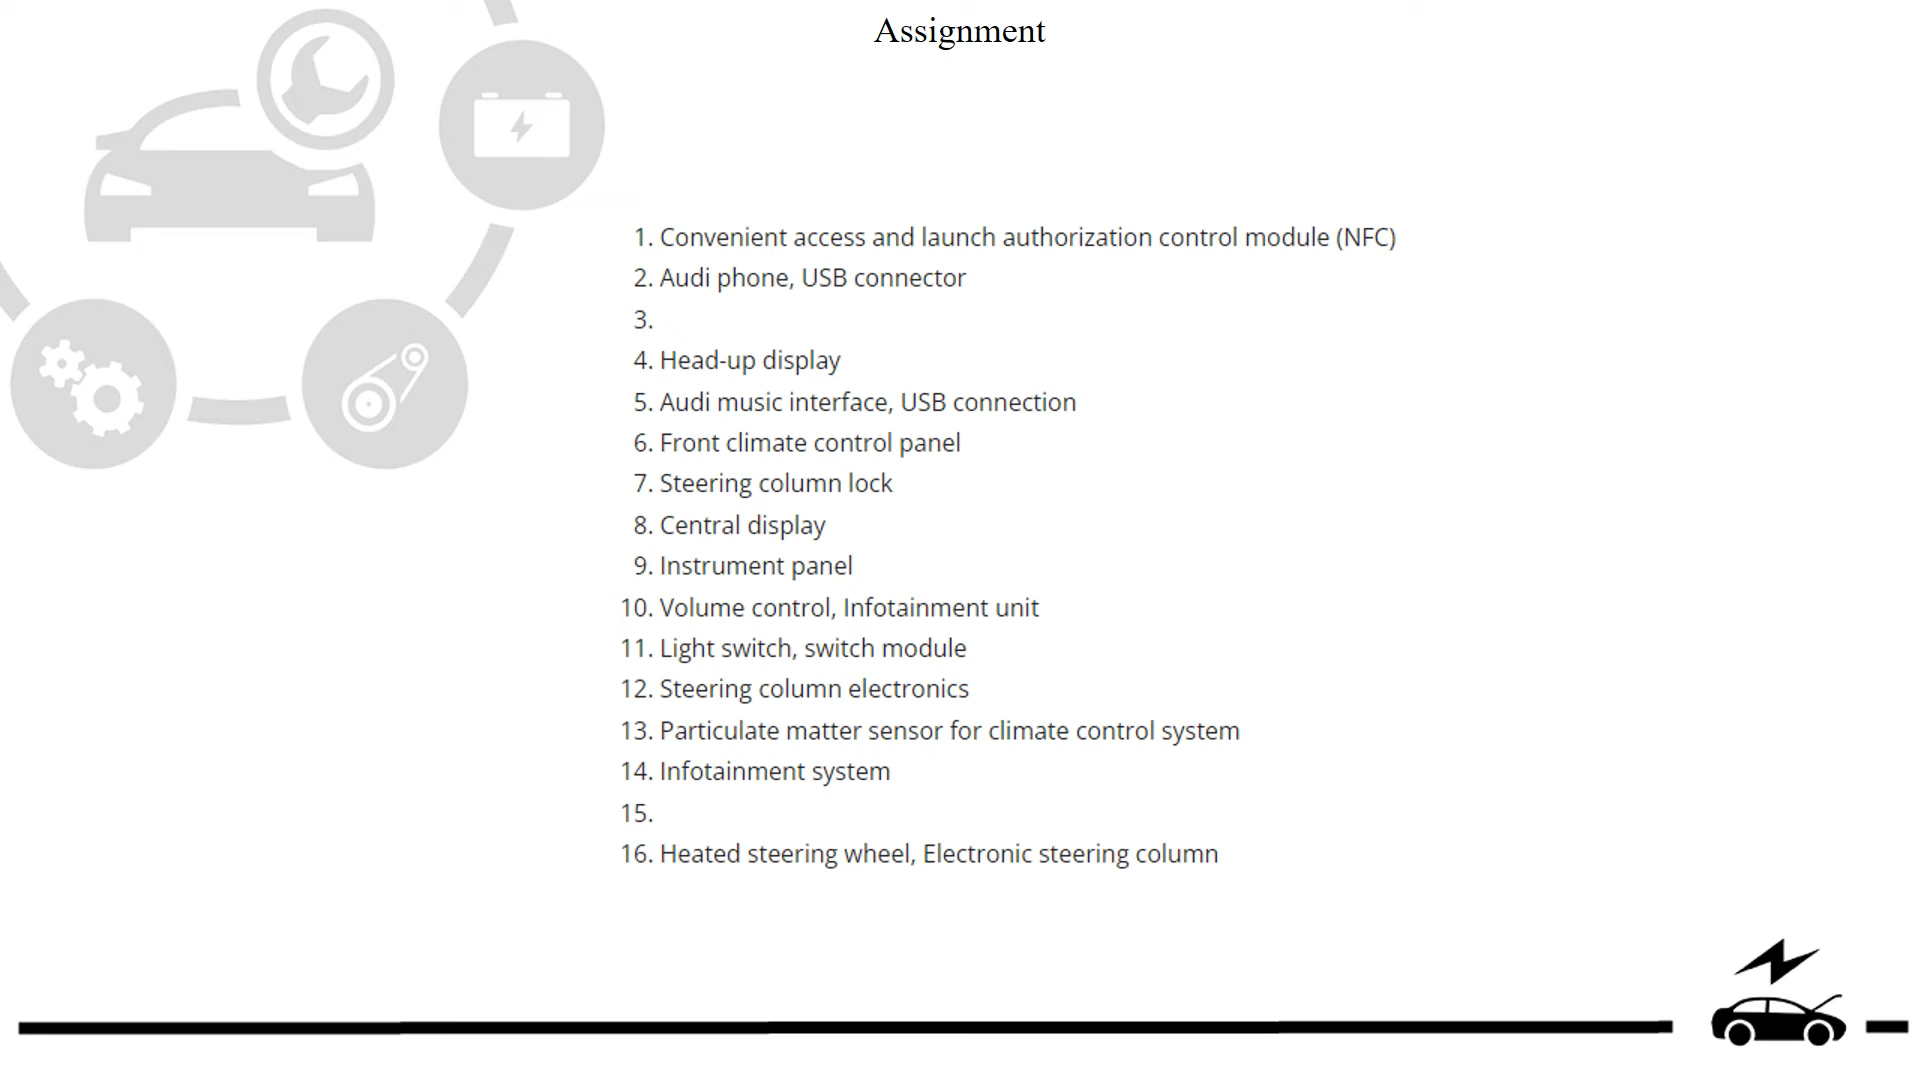 Assignment
1. Convenient access and launch authorization control module (NFC)
2. Audi phone, USB connector
3.
4. Head-up display
5. Audi music interface, USB connection
6. Front climate control panel
7. Steering column lock
8. Central display
9. Instrument panel
10. Volume control, Infotainment unit
11. Light switch, switch module
12. Steering column electronics
13. Particulate matter sensor for climate control system
14. Infotainment system
15.
16. Heated steering wheel, Electronic steering column